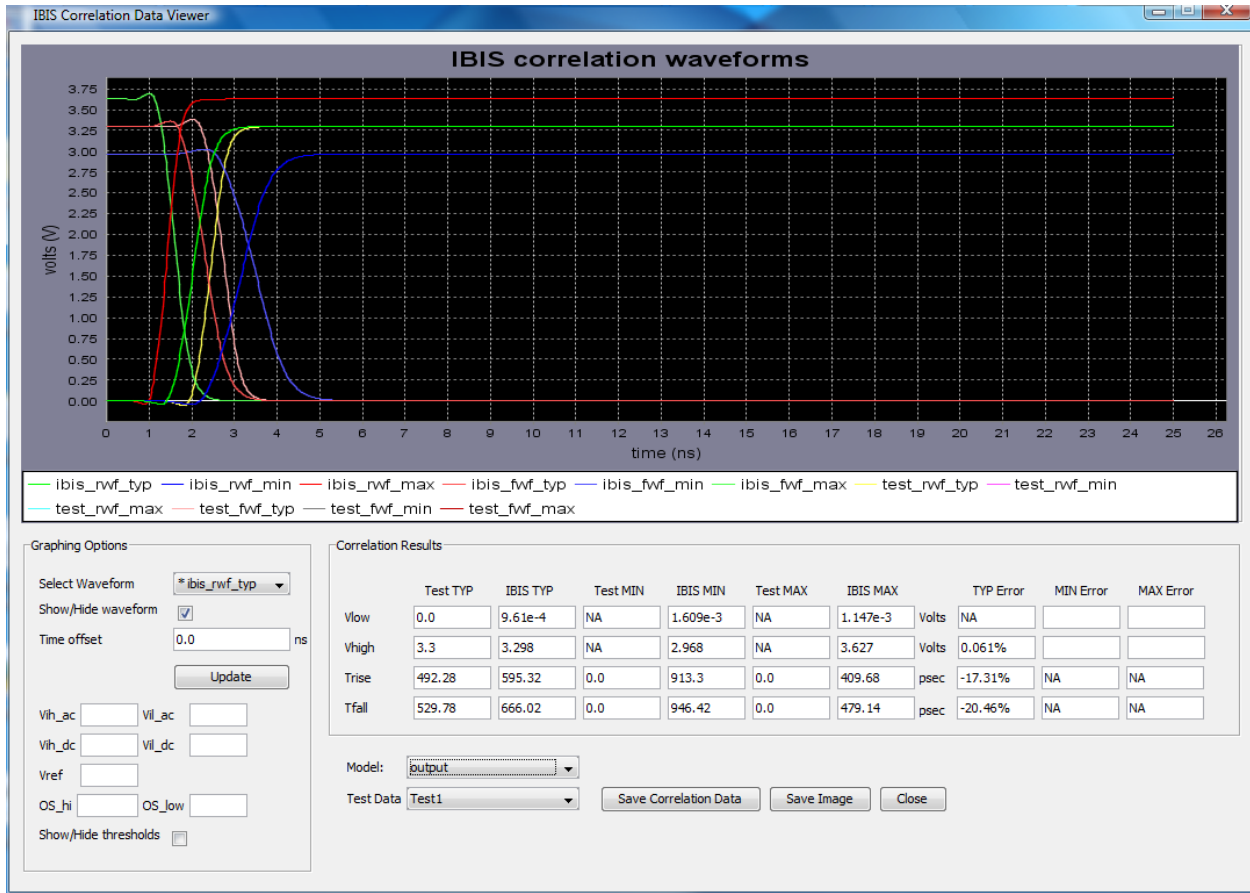 IBIS Correlation Data Viewer
IBIS correlation waveforms
volts (V)
3.75
3.50
3.25
3.00
2.75
2.50
2.25
2.00
1.75
1.50
1.25
1.00
0.75
0.50
0.25
0.00
0 1 2 3 4 5 6 7 8 9 10 11 12 13 14 15 16 17 18 19 20 21 22 23 24 25 26
time (ns)
ibis_rwf_typ ibis_rwf_min ibis_rwf_max ibis_fwf_typ ibis_fwf_min ibis_fwf_max test_rwf_typ test_rwf_min
test_rwf_max test_fwf_typ test_fwf_min test_fwf_max
Graphing Options
Select Waveform * ibis_rwf_typ
Show/Hide waveform
Time offset 0.0 ns
Update
Vih_ac Vil_ac
Vih_dc Vil_dc
Vref
OS_hi OS_low
Show/Hide thresholds
Correlation Results
Test TYP IBIS TYP Test MIN IBIS MIN Test MAX IBIS MAX TYP Error MIN Error MAX Error
Vlow 0.0 9.61e-4 NA 1.609e-3 NA 1.147e-3 Volts NA
Vhigh 3.3 3.298 NA 2.968 NA 3.627 Volts 0.061%
Trise 492.28 595.32 0.0 913.3 0.0 409.68 psec -17.31% NA NA
Tfall 529.78 666.02 0.0 946.42 0.0 479.14 psec -20.46% NA NA
Model: output
Test Data Test1 Save Correlation Data Save Image Close